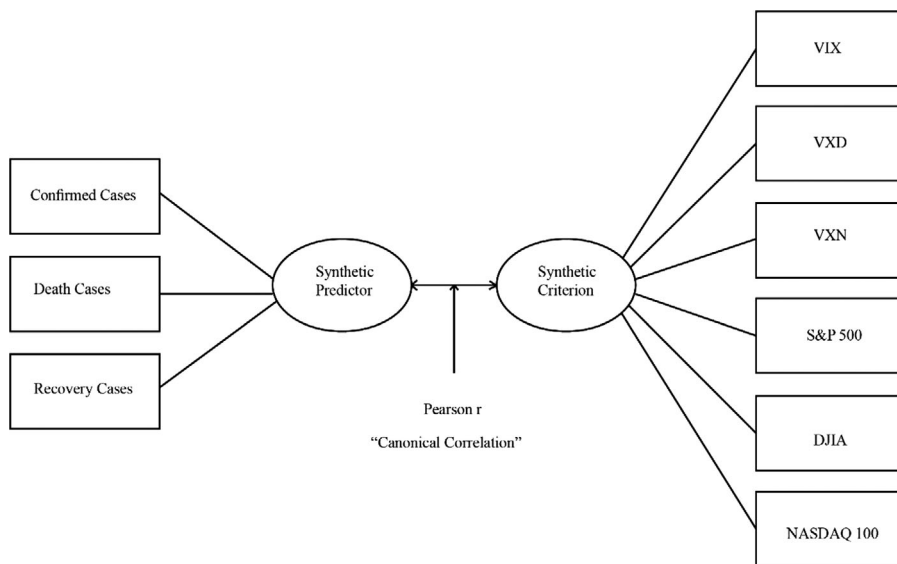 Confirmed Cases
Death Cases
Recovery Cases
Synthetic
Predictor
Synthetic
Criterion
Pearson r
“Canonical Correlation”
VIX
VXD
VXN
S&P 500
DJIA
NASDAQ 100